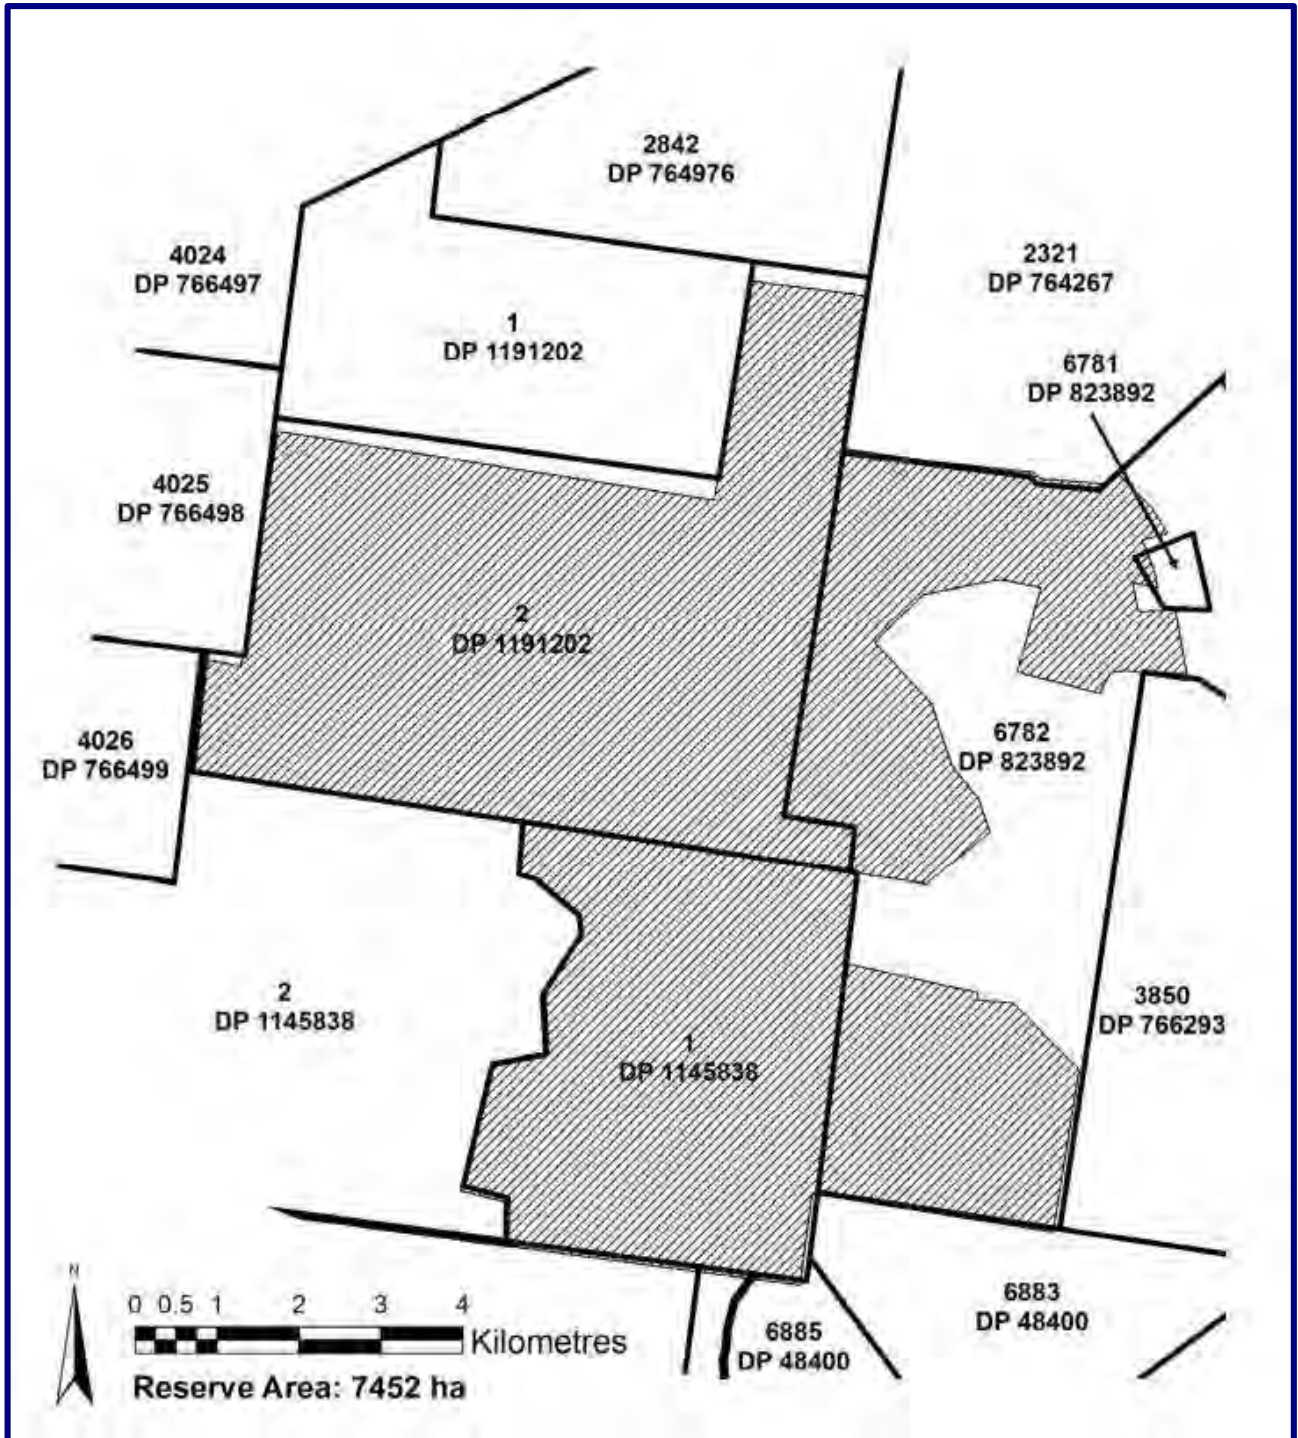 2842
DP 764976
4024
DP 766497
2321
DP 764267
1
DP 1191202
6781
DP 823892
4025
DP 766498
2
DP 1191202
4026
DP 766499
6782
DP 823892
2
DP 1145838
1
DP 1145838
3850
DP 766293
N
0 0.5 1 2 3 4
Kilometres
Reserve Area: 7452 ha
6883
DP 48400
6885
DP 48400